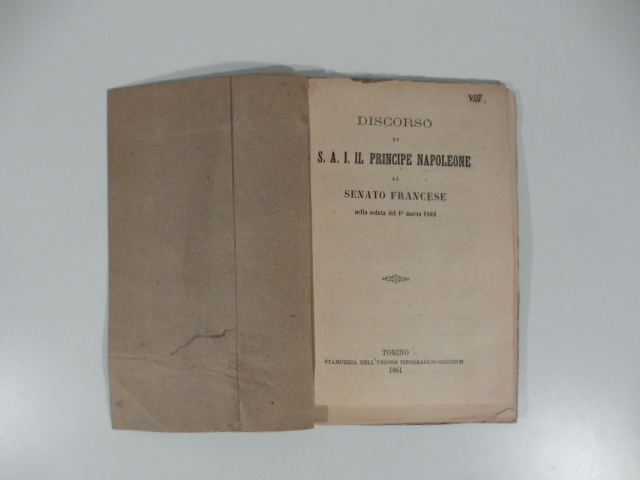 VIII.
DISCORSO
DI
S. A. I. IL PRINCIPE NAPOLEONE
AL
SENATO FRANCESE
nella seduta del 1º marzo 1861
TORINO
STAMPERIA DELL'UNIONE TIPOGRAFICO-EDITRICE
1861